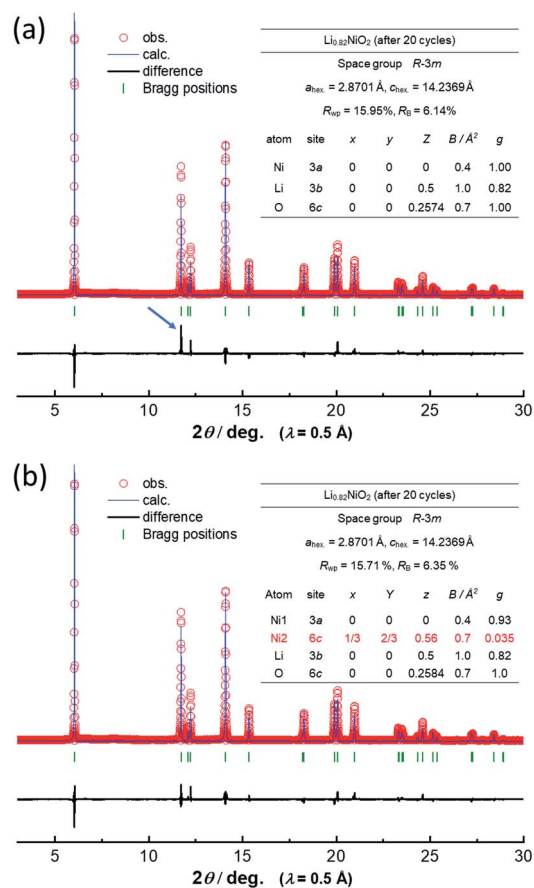 (a)
obs.
calc.
difference
Bragg positions
Li0.82NiO2 (after 20 cycles)
Space group R-3m
ahex. = 2.8701 Å, chex. = 14.2369Å
Rwp = 15.95%, RB = 6.14%
atom site x y Z B / Å2 g
Ni 3a 0 0 0 0.4 1.00
Li 3b 0 0 0.5 1.0 0.82
O 6c 0 0 0.2574 0.7 1.00
5 10 15 20 25 30
2θ / deg. (λ = 0.5 Å)
(b)
obs.
calc.
difference
Bragg positions
Li0.82NiO2 (after 20 cycles)
Space group R-3m
ahex. = 2.8701 Å, chex. = 14.2369Å
Rwp = 15.71 %, RB = 6.35 %
Atom site x Y z B / Å2 g
Ni1 3a 0 0 0 0.4 0.93
Ni2 6c 1/3 2/3 0.56 0.7 0.035
Li 3b 0 0 0.5 1.0 0.82
O 6c 0 0 0.2584 0.7 1.0
5 10 15 20 25 30
2θ / deg. (λ = 0.5 Å)